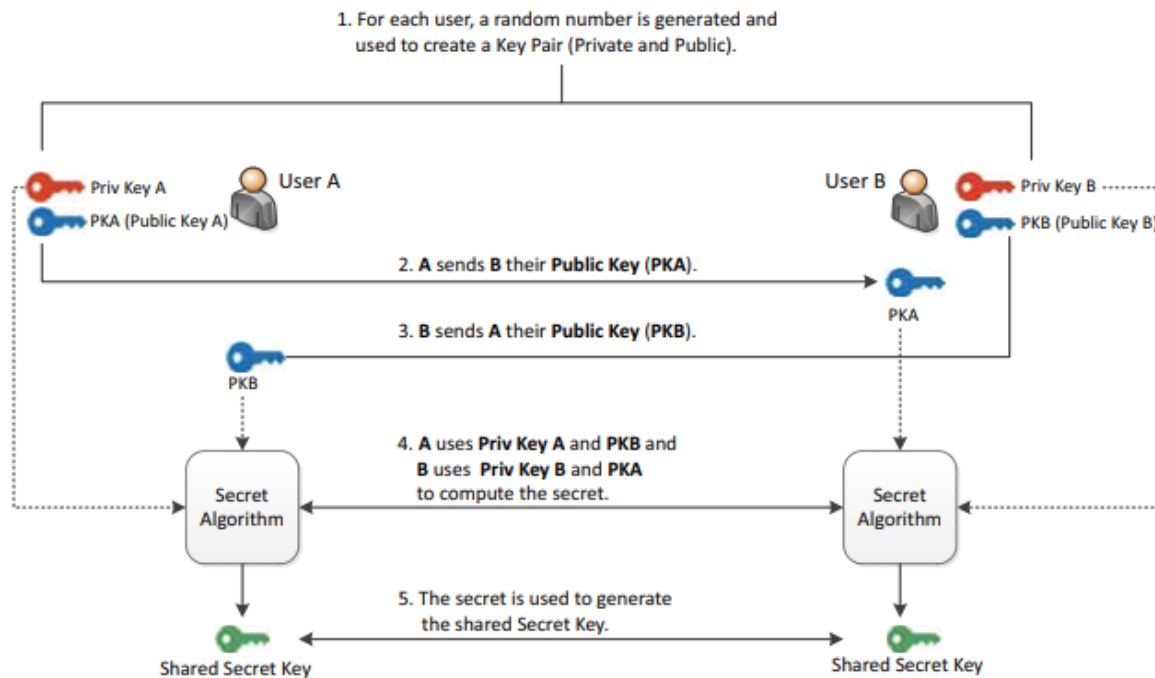 1. For each user, a random number is generated and
used to create a Key Pair (Private and Public).
Priv Key A
User A
User B
Priv Key B
PKA (Public Key A)
PKB (Public Key B)
2. A sends B their Public Key (PKA).
PKA
3. B sends A their Public Key (PKB).
PKB
4. A uses Priv Key A and PKB and
B uses Priv Key B and PKA
to compute the secret.
Secret
Algorithm
Secret
Algorithm
5. The secret is used to generate
the shared Secret Key.
Shared Secret Key
Shared Secret Key